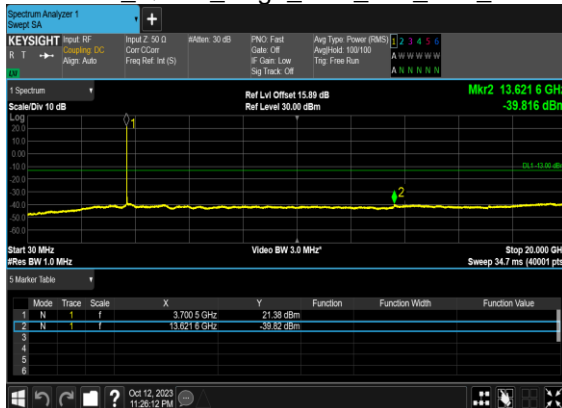 Spectrum Analyzer 1
Swept SA
+
KEYSIGHT Input: RF Input Z: 50 Ω #Atten: 30 dB PNO: Fast Avg Type: Power (RMS) 1 2 3 4 5 6
R T Coupling: DC Corr CCorr Gate: Off Avg|Hold: 100/100 A W W W W W
Align: Auto Freq Ref: Int (S) IF Gain: Low Trig: Free Run
Sig Track: Off A N N N N N
1 Spectrum Ref Lvl Offset 15.89 dB Mkr2 13.621 6 GHz
Scale/Div 10 dB Ref Level 30.00 dBm -39.816 dBm
Log
20.0
10.0
0.00
-10.0
-20.0
-30.0
-40.0
-50.0
-60.0
1
DL1 -13.00 dBm
2
Start 30 MHz Video BW 3.0 MHz* Stop 20.000 GHz
#Res BW 1.0 MHz Sweep 34.7 ms (40001 pts)
5 Marker Table
Mode Trace Scale X Y Function Function Width Function Value
1 N 1 f 3.700 5 GHz 21.38 dBm
2 N 1 f 13.621 6 GHz -39.82 dBm
3
4
5
6
? Oct 12, 2023
11:26:12 PM